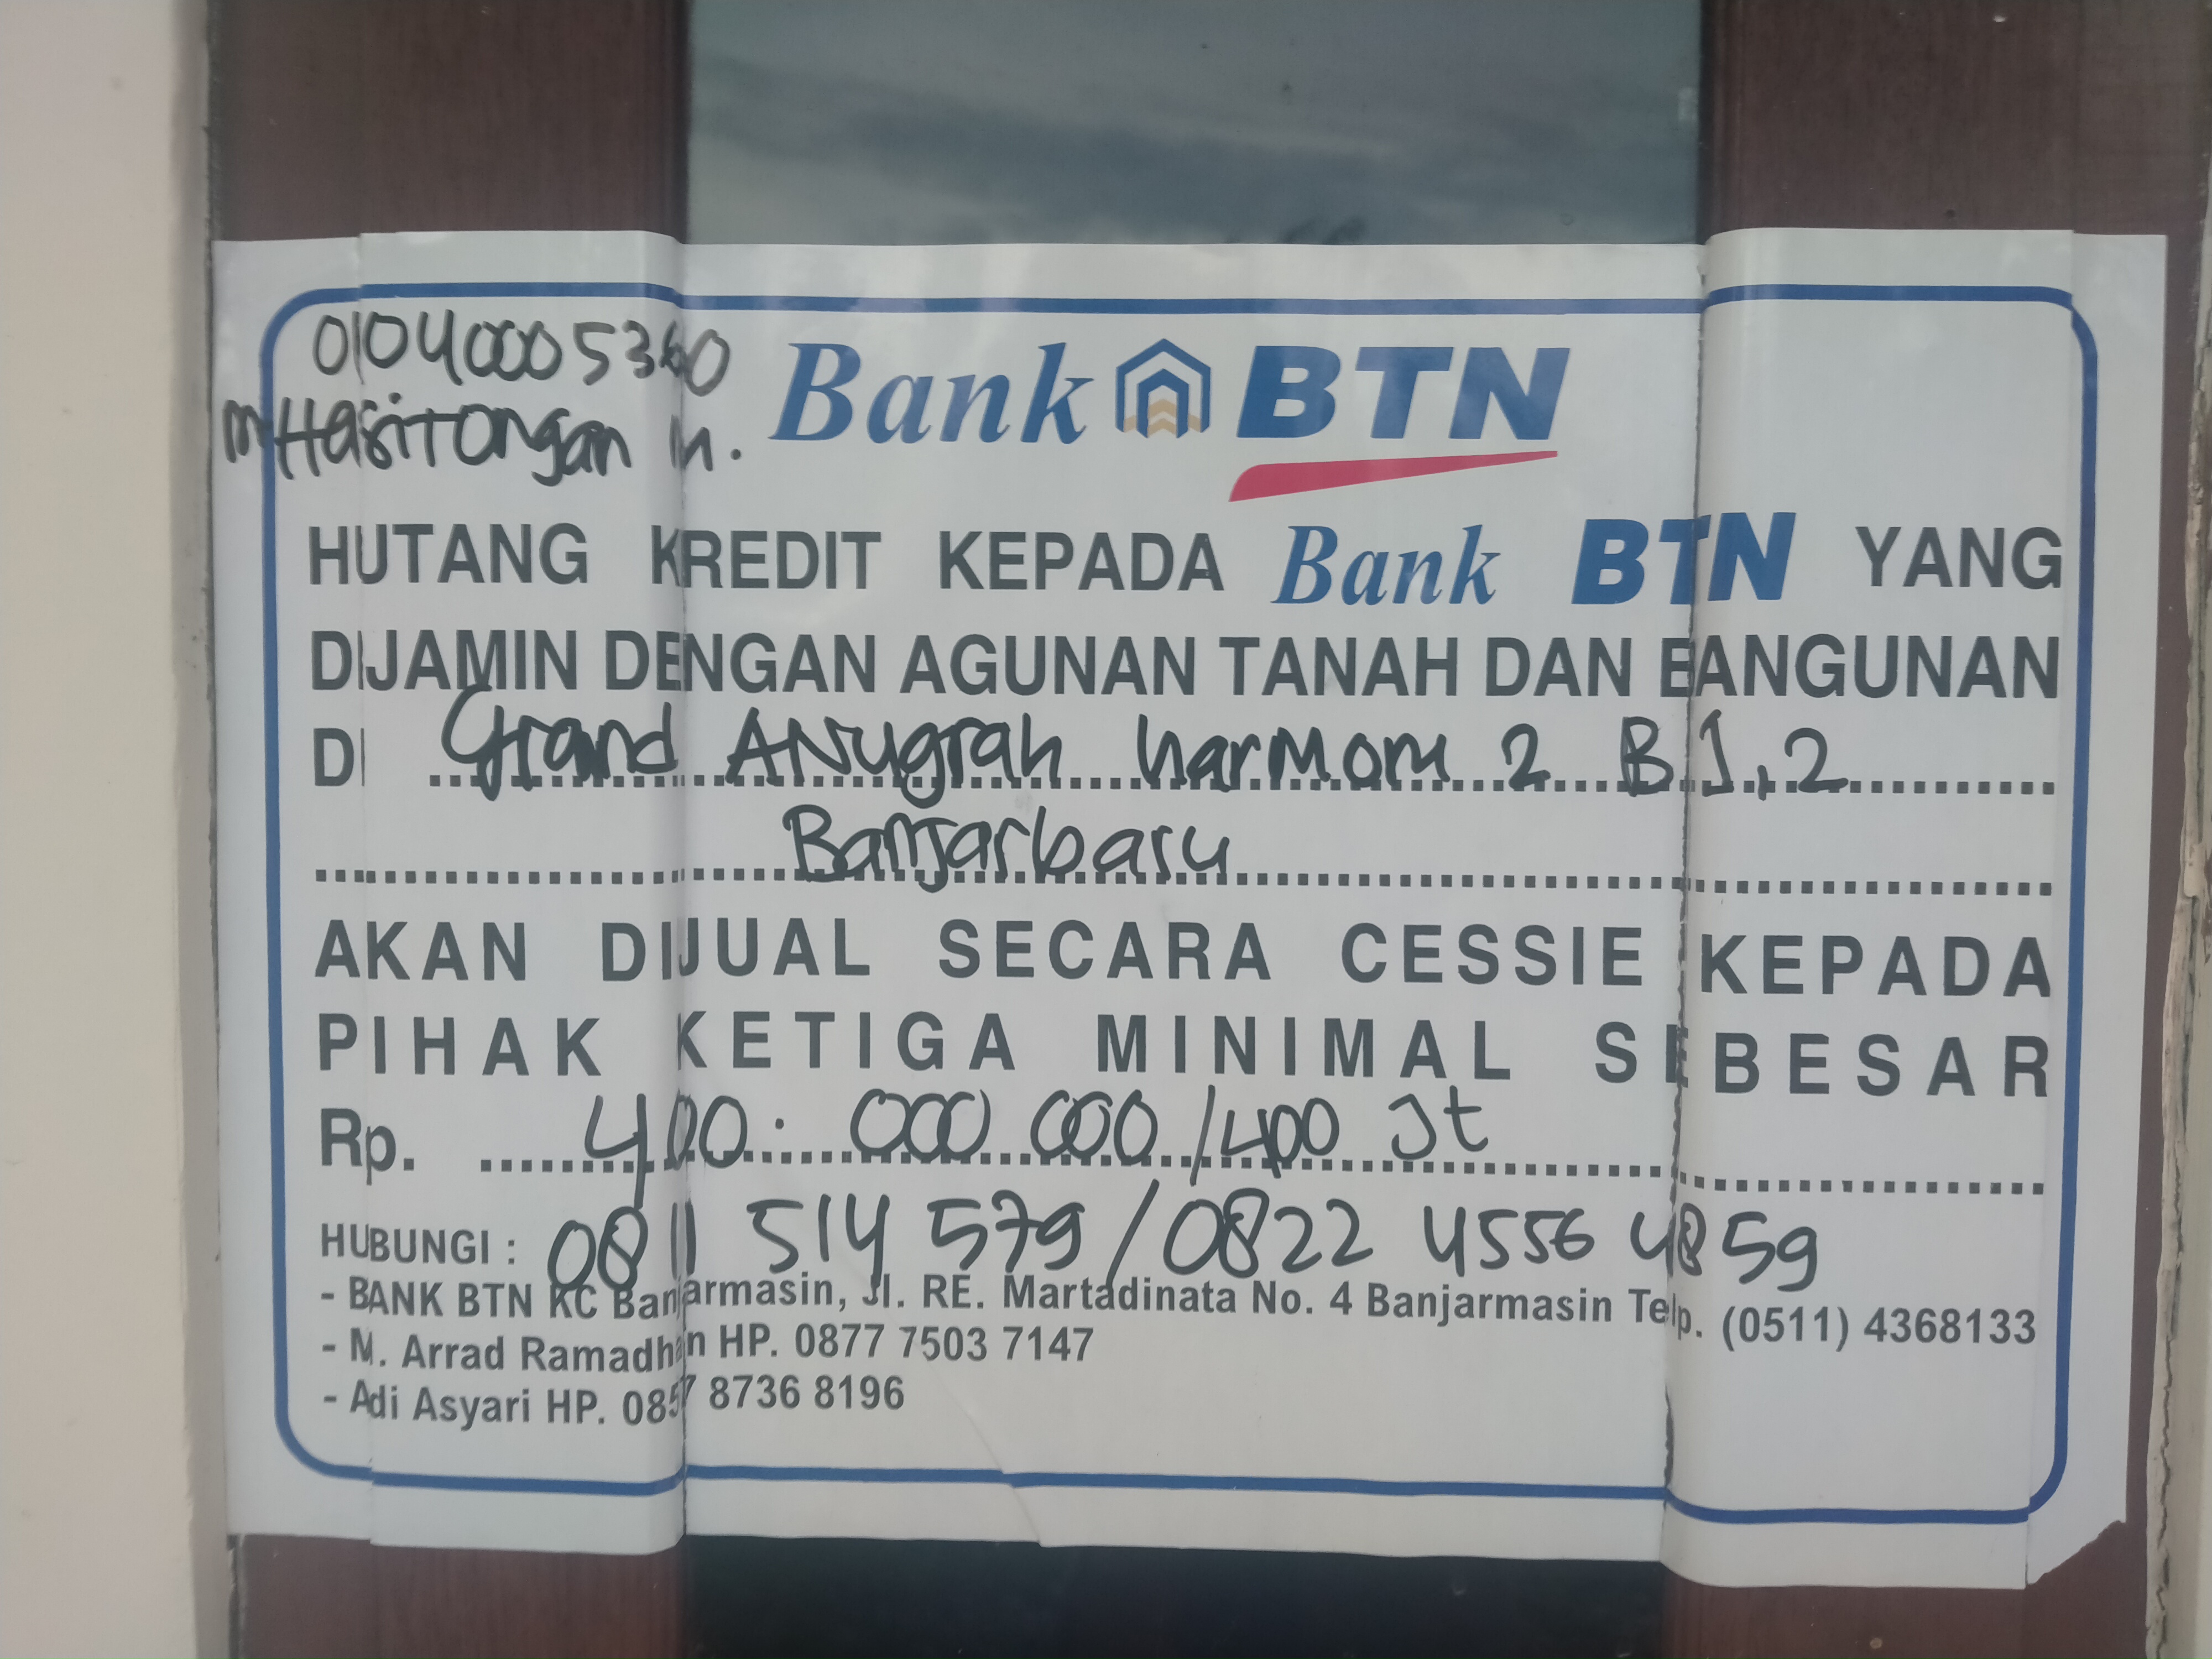 01040005360
M Hasitongan M.
Bank BTN
HUTANG KREDIT KEPADA Bank BTN YANG
DIJAMIN DENGAN AGUNAN TANAH DAN BANGUNAN
DI Grand Anugrah harmoni 2 B J, 2
Banjarbaru
AKAN DIJUAL SECARA CESSIE KEPADA
PIHAK KETIGA MINIMAL SEBESAR
Rp. 400.000 000 / 400 Jt
HUBUNGI : 0811 514 579 / 0822 4556 4859
- BANK BTN KC Banjarmasin, Jl. RE. Martadinata No. 4 Banjarmasin Telp. (0511) 4368133
- M. Arrad Ramadhan HP. 0877 7503 7147
- Adi Asyari HP. 0857 8736 8196